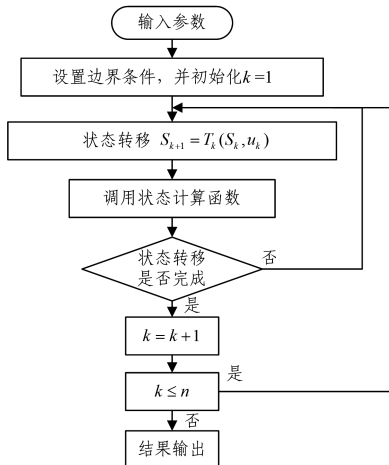 输入参数
设置边界条件，并初始化k=1
状态转移 S_{k+1}=T_k(S_k,u_k)
调用状态计算函数
状态转移
是否完成
否
是
k=k+1
k≤n
是
否
结果输出